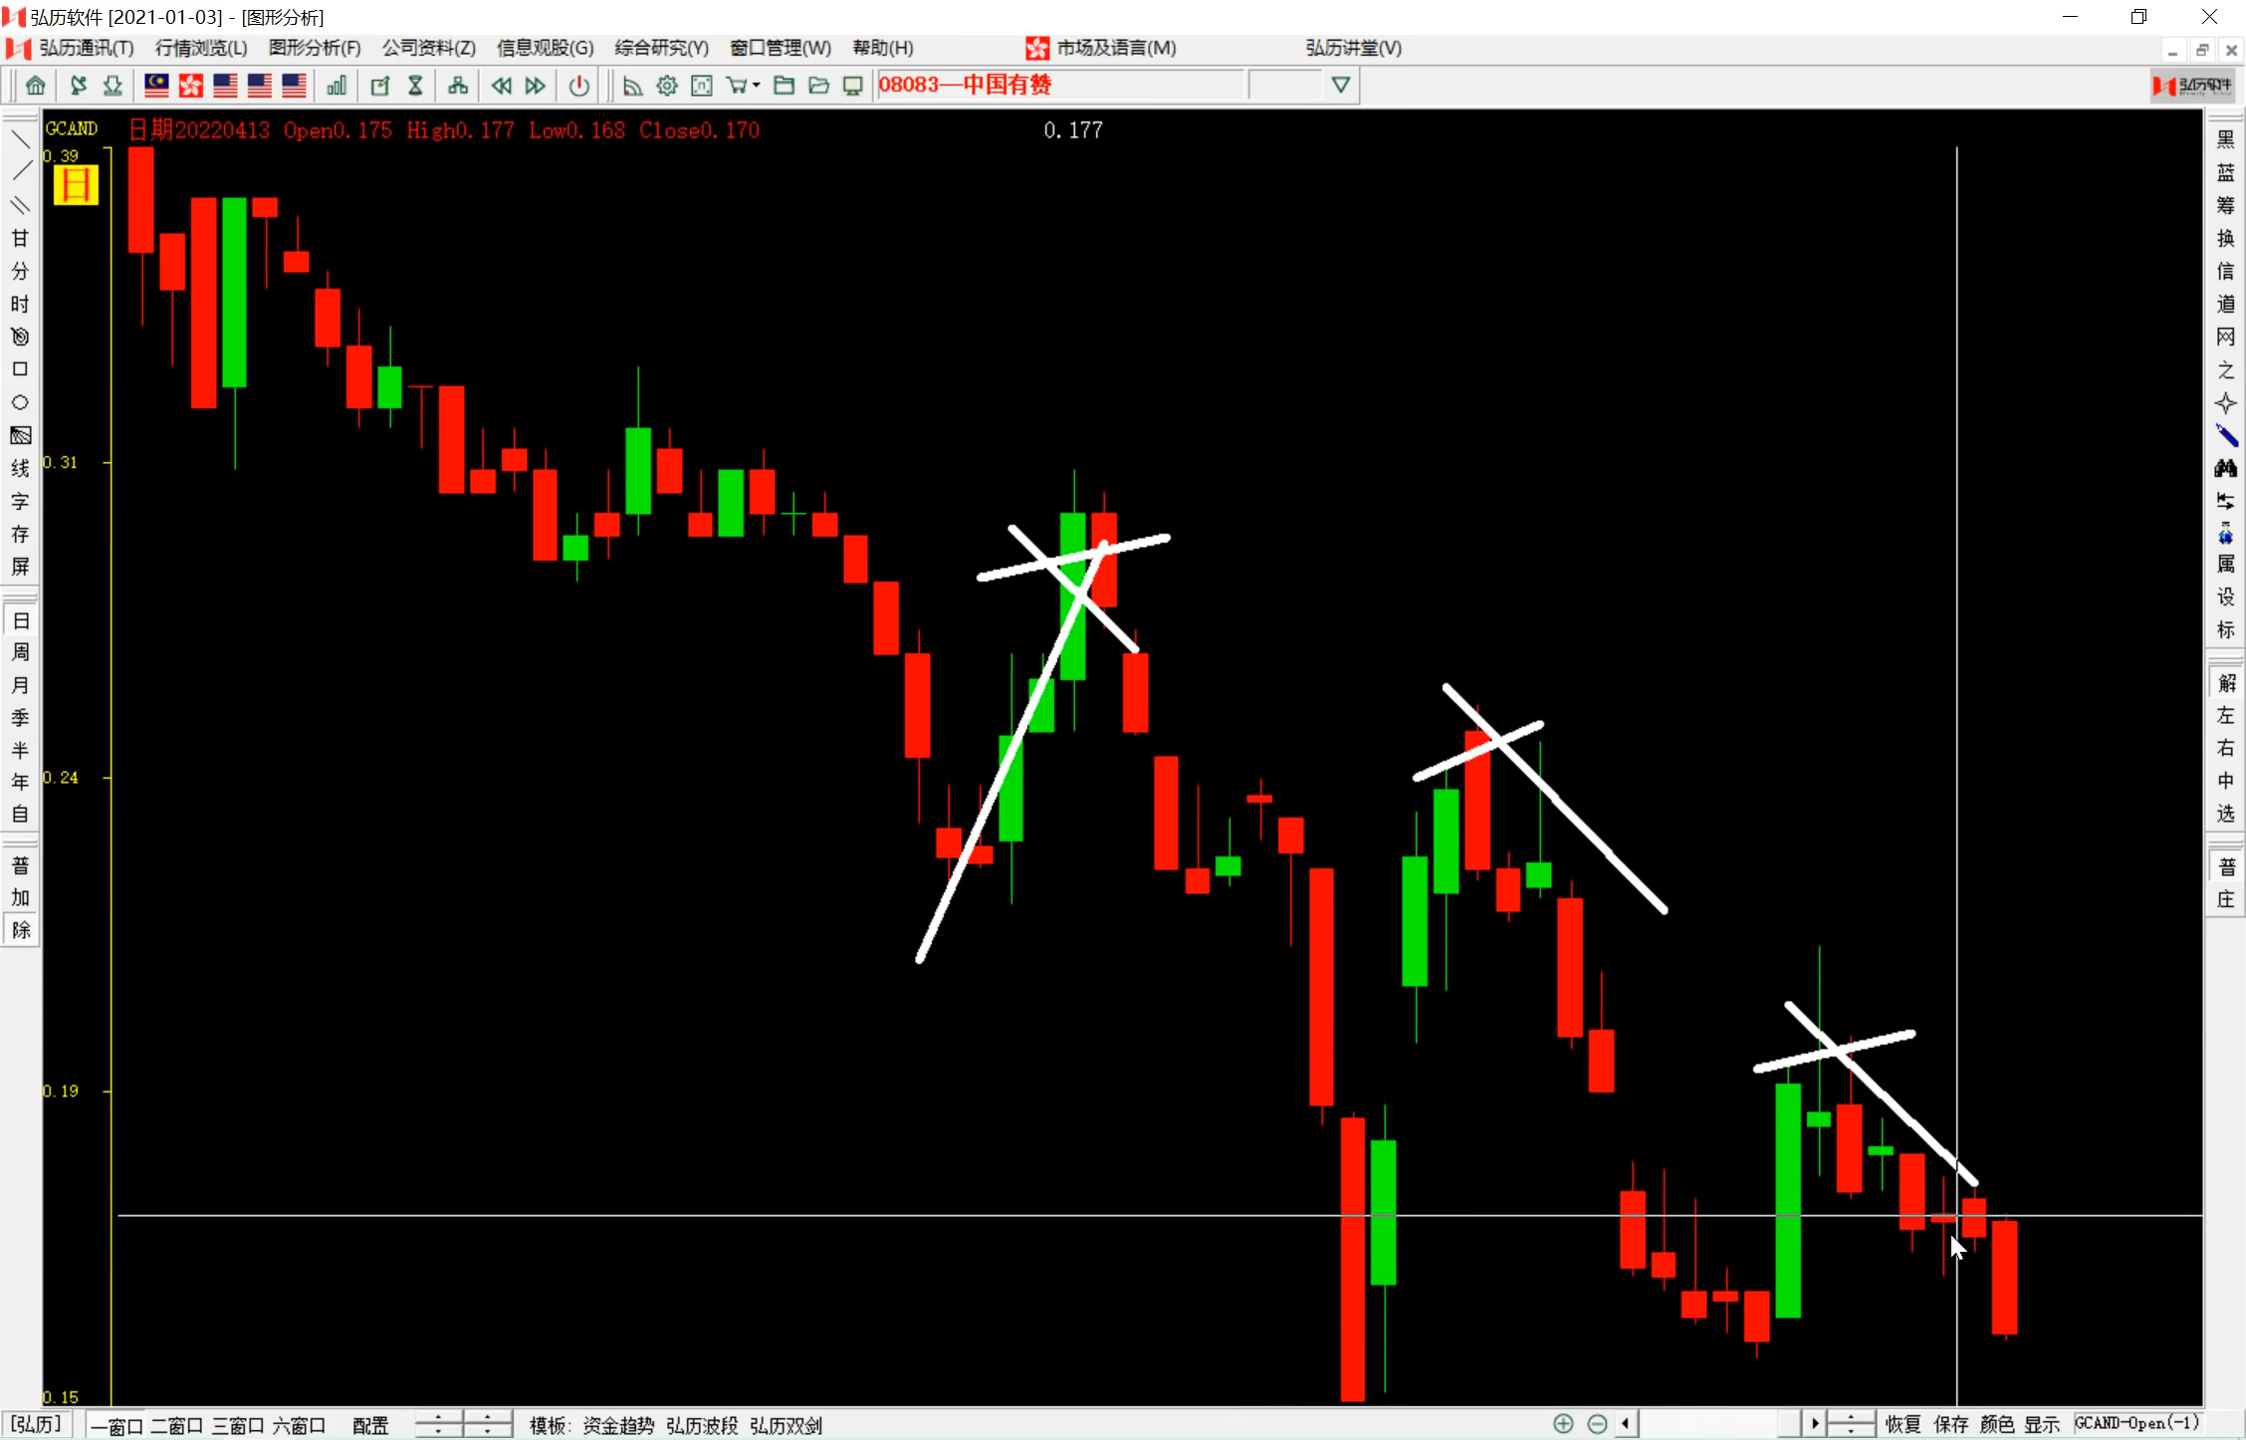 弘历软件 [2021-01-03] - [图形分析]
弘历通讯(T) 行情浏览(L) 图形分析(F) 公司资料(Z) 信息观股(G) 综合研究(Y) 窗口管理(W) 帮助(H) 市场及语言(M) 弘历讲堂(V)
08083—中国有赞
弘历软件
GCAND 日期20220413 Open0.175 High0.177 Low0.168 Close0.170 0.177
0.39
日
0.31
0.24
0.19
0.15
甘
分
时
线
字
存
屏
日
周
月
季
半
年
自
普
加
除
黑
蓝
筹
换
信
道
网
之
属
设
标
解
左
右
中
选
普
庄
[弘历] 一窗口 二窗口 三窗口 六窗口 配置 模板: 资金趋势 弘历波段 弘历双剑 恢复 保存 颜色 显示 GCAND-Open(-1)